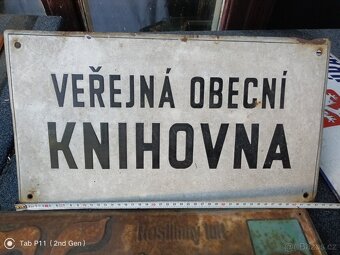 VEŘEJNÁ OBECNÍ
KNIHOVNA
Tab P11 ( 2nd Gen )